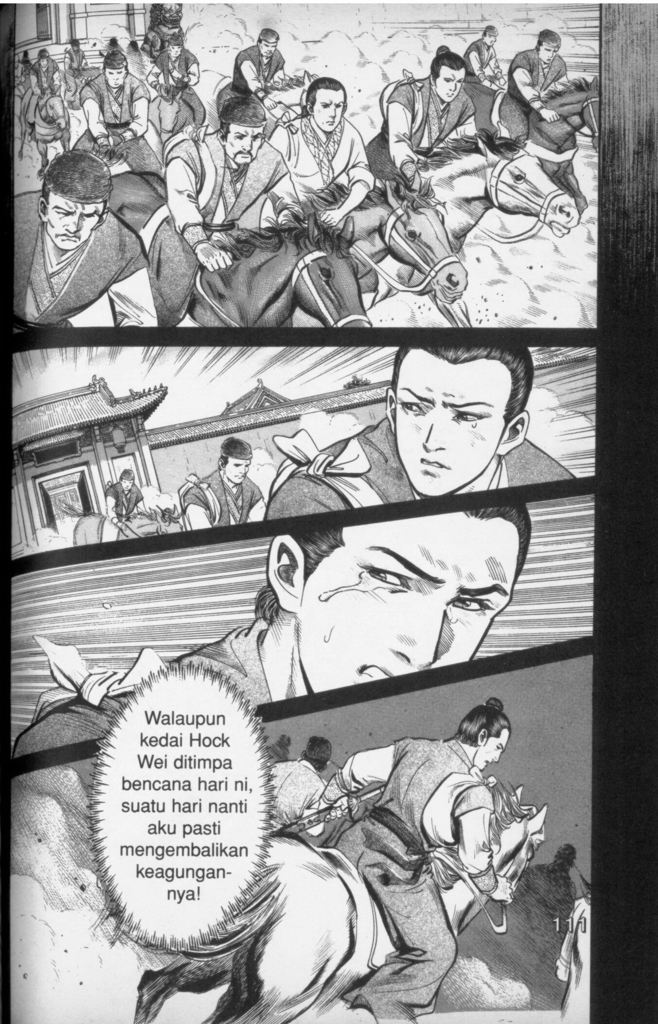 Walaupun
kedai Hock
Wei ditimpa
bencana hari ni,
suatu hari nanti
aku pasti
mengembalikan
keagungan-
nya!
111